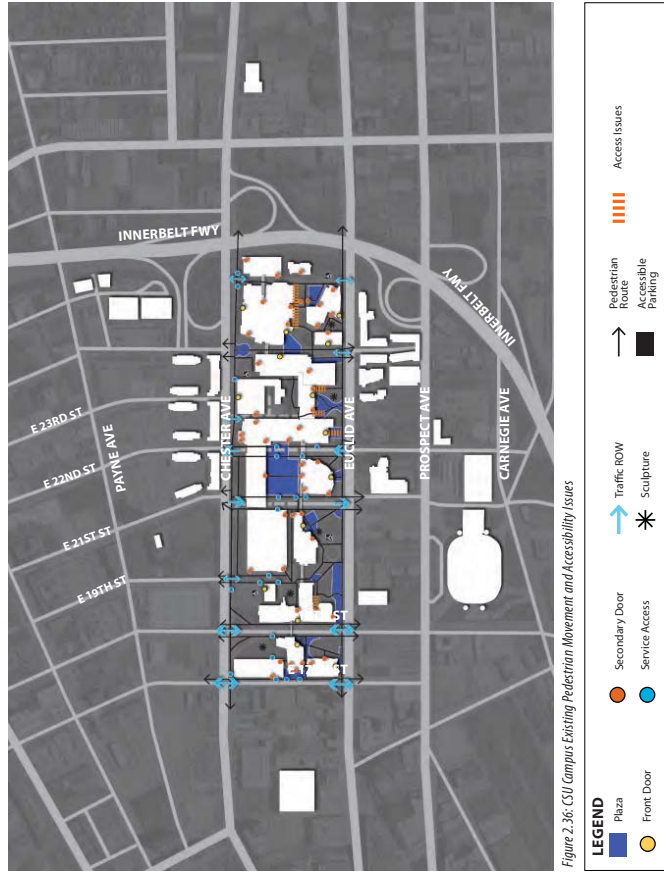 INNERBELT FWY
INNERBELT FWY
E 23RD ST
E 22ND ST
E 21ST ST
E 19TH ST
PAYNE AVE
CHESTER AVE
EUCLID AVE
PROSPECT AVE
CARNEGIE AVE
ST
ST
Figure 2.36: CSU Campus Existing Pedestrian Movement and Accessibility Issues
LEGEND
Plaza
Secondary Door
Traffic ROW
Pedestrian
Route
Access Issues
Front Door
Service Access
Sculpture
Accessible
Parking